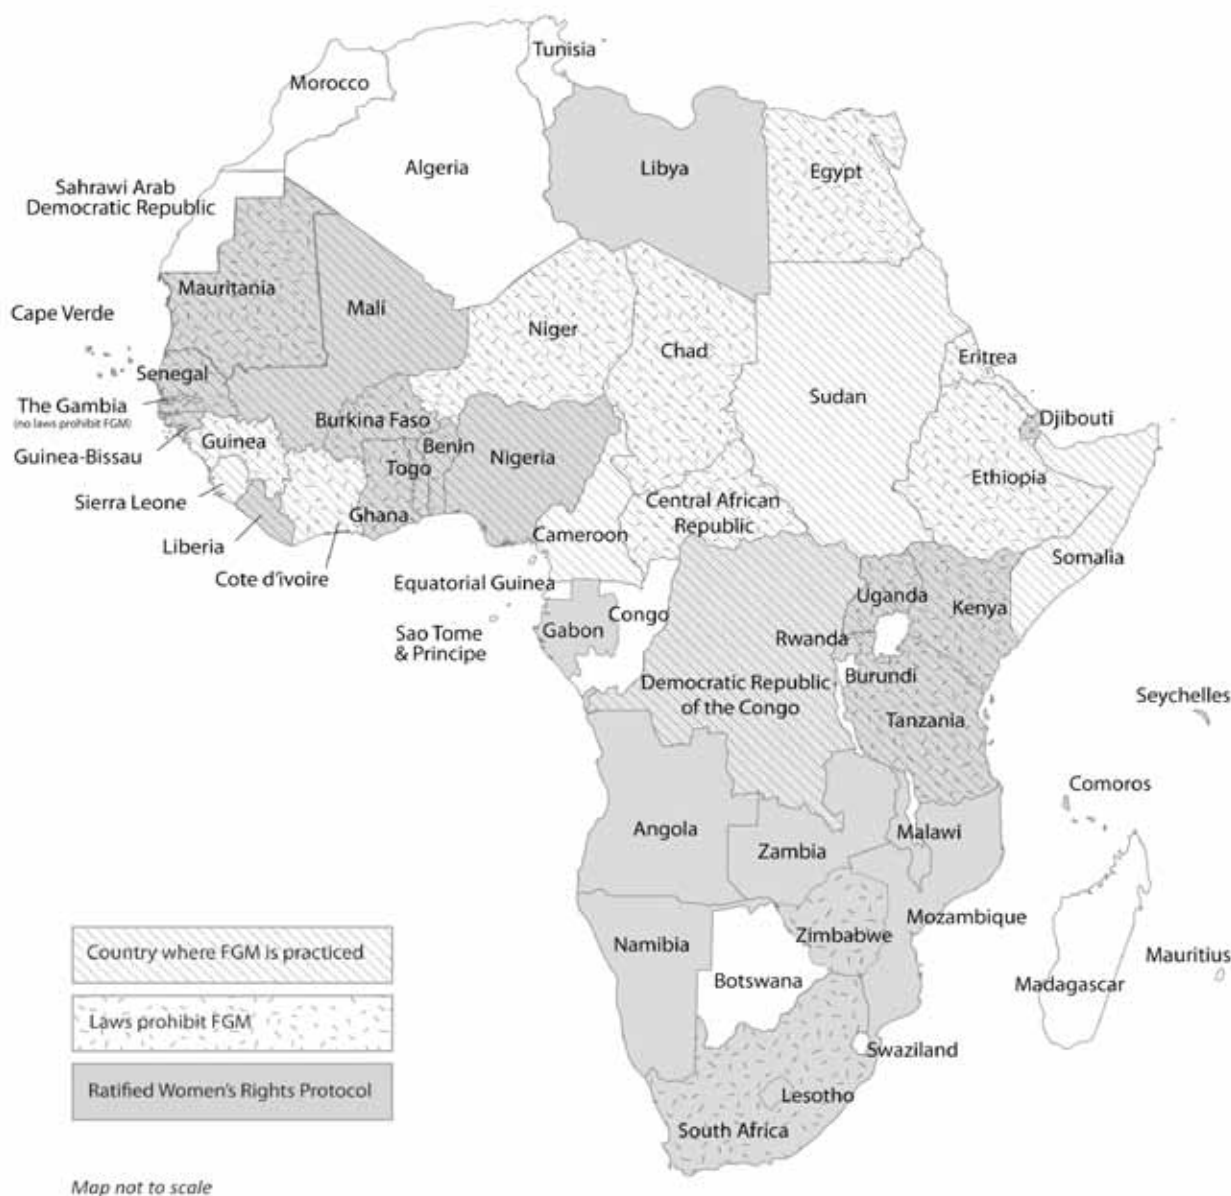 Tunisia
Morocco
Algeria
Libya
Egypt
Sahrawi Arab
Democratic Republic
Mauritania
Mali
Cape Verde
Niger
Chad
Sudan
Eritrea
Senegal
The Gambia
(no laws prohibit FGM)
Burkina Faso
Djibouti
Guinea
Guinea-Bissau
Benin
Togo
Nigeria
Ethiopia
Sierra Leone
Central African
Republic
Ghana
Liberia
Cameroon
Somalia
Cote d'ivoire
Equatorial Guinea
Uganda
Kenya
Congo
Gabon
Sao Tome
& Principe
Rwanda
Democratic Republic
of the Congo
Burundi
Seychelles
Tanzania
Comoros
Angola
Malawi
Zambia
Mozambique
Namibia
Zimbabwe
Mauritius
Botswana
Madagascar
Swaziland
Lesotho
South Africa
Country where FGM is practiced
Laws prohibit FGM
Ratified Women's Rights Protocol
Map not to scale